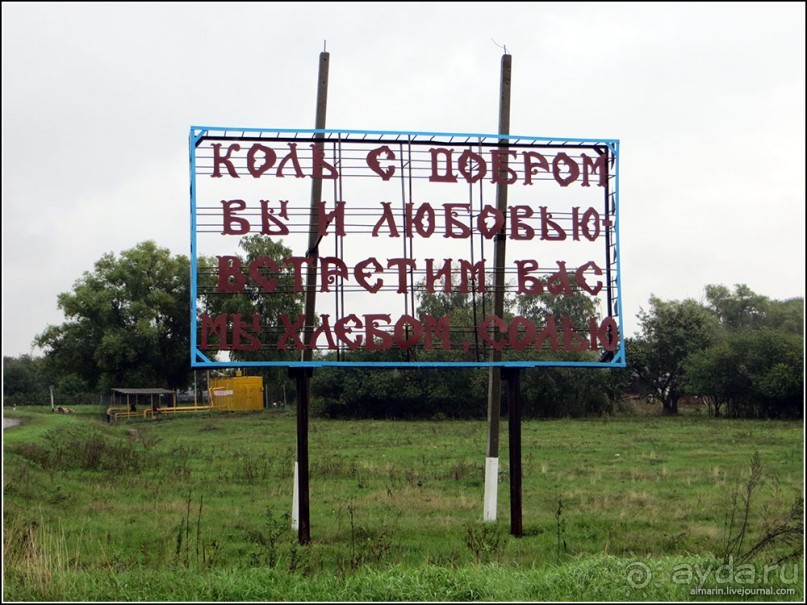 КОЛЬ С ДОБРОМ
ВЫ И ЛЮБОВЬЮ-
ВСТРЕТИМ ВАС
МЫ ХЛЕБОМ, СОЛЬЮ
ayda.ru
aimarin.livejournal.com